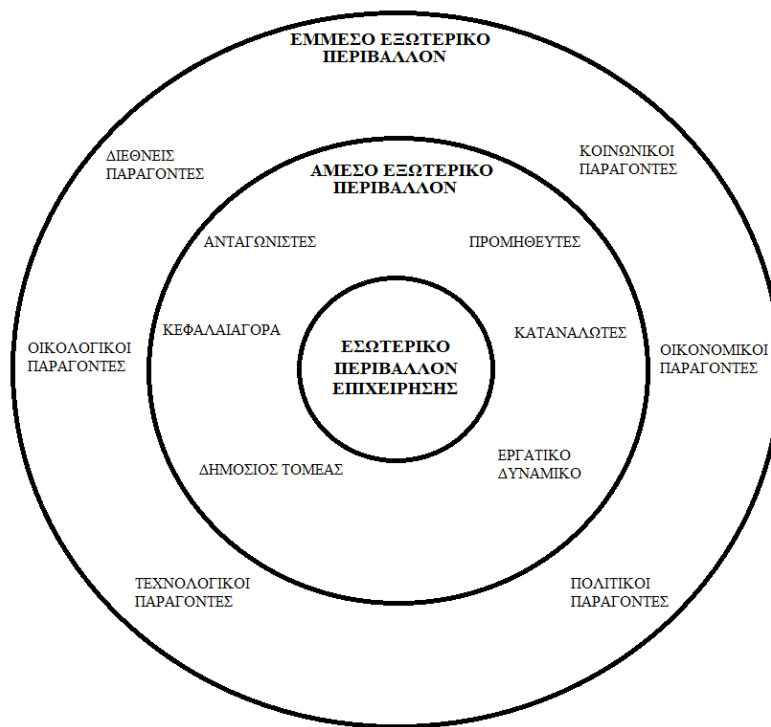 ΕΜΜΕΣΟ ΕΞΩΤΕΡΙΚΟ
ΠΕΡΙΒΑΛΛΟΝ
ΔΙΕΘΝΕΙΣ
ΠΑΡΑΓΟΝΤΕΣ
ΚΟΙΝΩΝΙΚΟΙ
ΠΑΡΑΓΟΝΤΕΣ
ΑΜΕΣΟ ΕΞΩΤΕΡΙΚΟ
ΠΕΡΙΒΑΛΛΟΝ
ΑΝΤΑΓΩΝΙΣΤΕΣ
ΠΡΟΜΗΘΕΥΤΕΣ
ΚΕΦΑΛΑΙΑΓΟΡΑ
ΚΑΤΑΝΑΛΩΤΕΣ
ΟΙΚΟΛΟΓΙΚΟΙ
ΠΑΡΑΓΟΝΤΕΣ
ΕΣΩΤΕΡΙΚΟ
ΠΕΡΙΒΑΛΛΟΝ
ΕΠΙΧΕΙΡΗΣΗΣ
ΟΙΚΟΝΟΜΙΚΟΙ
ΠΑΡΑΓΟΝΤΕΣ
ΔΗΜΟΣΙΟΣ ΤΟΜΕΑΣ
ΕΡΓΑΤΙΚΟ
ΔΥΝΑΜΙΚΟ
ΤΕΧΝΟΛΟΓΙΚΟΙ
ΠΑΡΑΓΟΝΤΕΣ
ΠΟΛΙΤΙΚΟΙ
ΠΑΡΑΓΟΝΤΕΣ